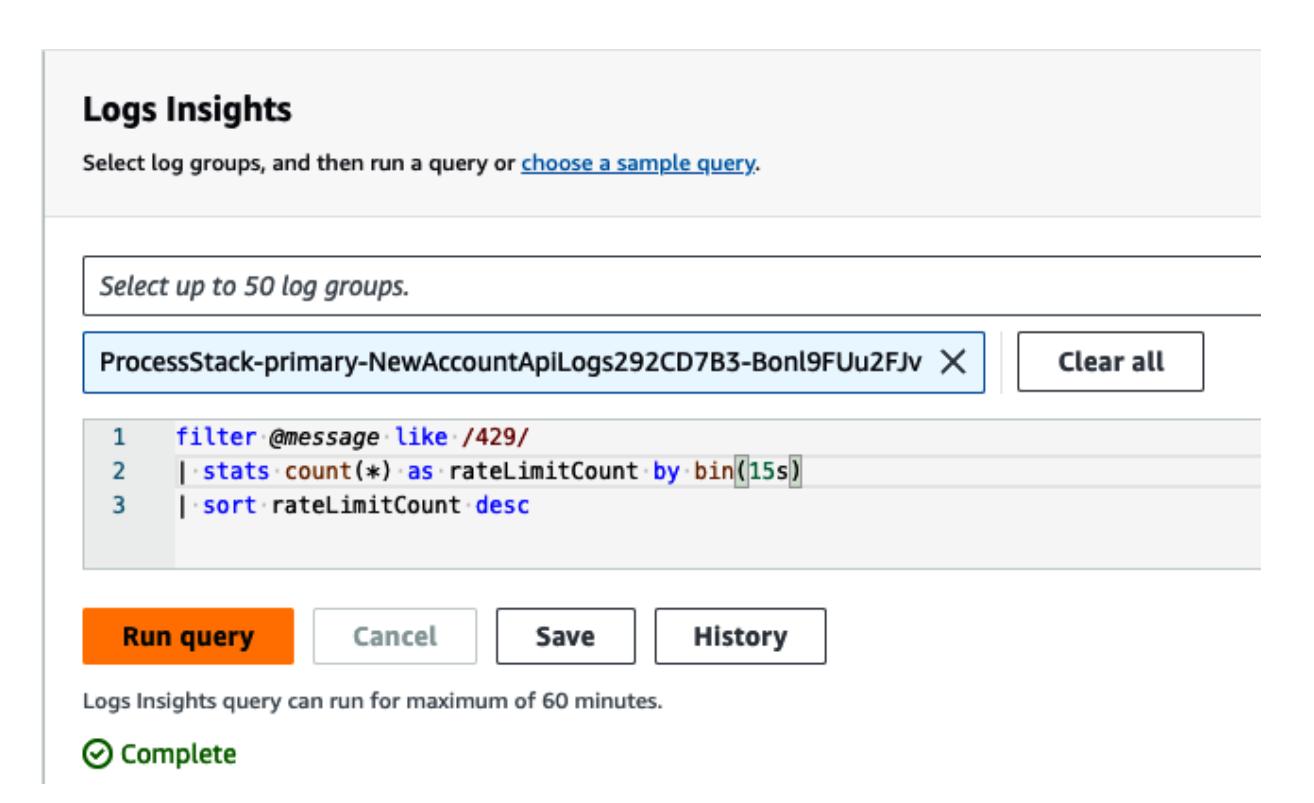 Logs Insights
Select log groups, and then run a query or choose a sample query.
Select up to 50 log groups.
ProcessStack-primary-NewAccountApiLogs292CD7B3-Bonl9FUu2FJv
Clear all
1 filter @message like /429/
2 | stats count(*) as rateLimitCount by bin(15s)
3 | sort rateLimitCount desc
Run query Cancel Save History
Logs Insights query can run for maximum of 60 minutes.
Complete